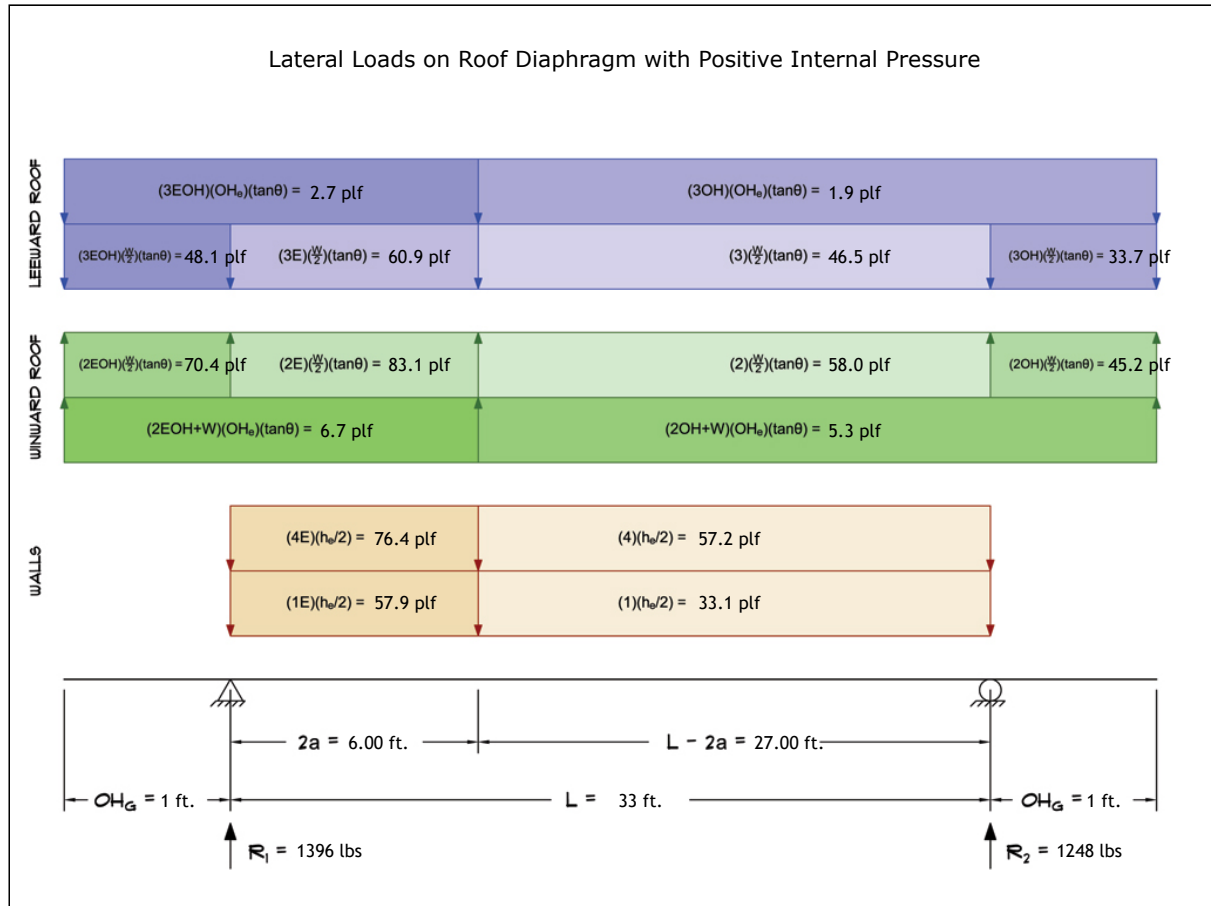 Lateral Loads on Roof Diaphragm with Positive Internal Pressure
LEEWARD ROOF
(3EOH)(OHₑ)(tanθ) = 2.7 plf
(3OH)(OHₑ)(tanθ) = 1.9 plf
(3EOH)(W/2)(tanθ) = 48.1 plf
(3E)(W/2)(tanθ) = 60.9 plf
(3)(W/2)(tanθ) = 46.5 plf
(3OH)(W/2)(tanθ) = 33.7 plf
WINWARD ROOF
(2EOH)(W/2)(tanθ) = 70.4 plf
(2E)(W/2)(tanθ) = 83.1 plf
(2)(W/2)(tanθ) = 58.0 plf
(2OH)(W/2)(tanθ) = 45.2 plf
(2EOH+W)(OHₑ)(tanθ) = 6.7 plf
(2OH+W)(OHₑ)(tanθ) = 5.3 plf
WALLS
(4E)(hₑ/2) = 76.4 plf
(4)(hₑ/2) = 57.2 plf
(1E)(hₑ/2) = 57.9 plf
(1)(hₑ/2) = 33.1 plf
2a = 6.00 ft.
L - 2a = 27.00 ft.
OHG = 1 ft.
L = 33 ft.
OHG = 1 ft.
R₁ = 1396 lbs
R₂ = 1248 lbs